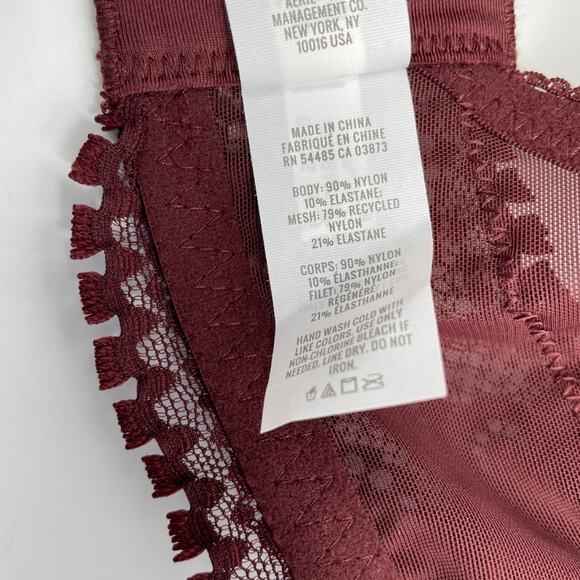 AERIE
MANAGEMENT CO.
NEW YORK, NY
10016 USA
MADE IN CHINA
FABRIQUÉ EN CHINE
RN 54485 CA 03873
BODY: 90% NYLON
10% ELASTANE:
MESH: 79% RECYCLED
NYLON
21% ELASTANE
CORPS: 90% NYLON
10% ÉLASTHANNE:
FILET: 79% NYLON
RÉGÉNÉRÉ
21% ÉLASTHANNE
HAND WASH COLD WITH
LIKE COLORS. USE ONLY
NON-CHLORINE BLEACH IF
NEEDED. LINE DRY. DO NOT
IRON.